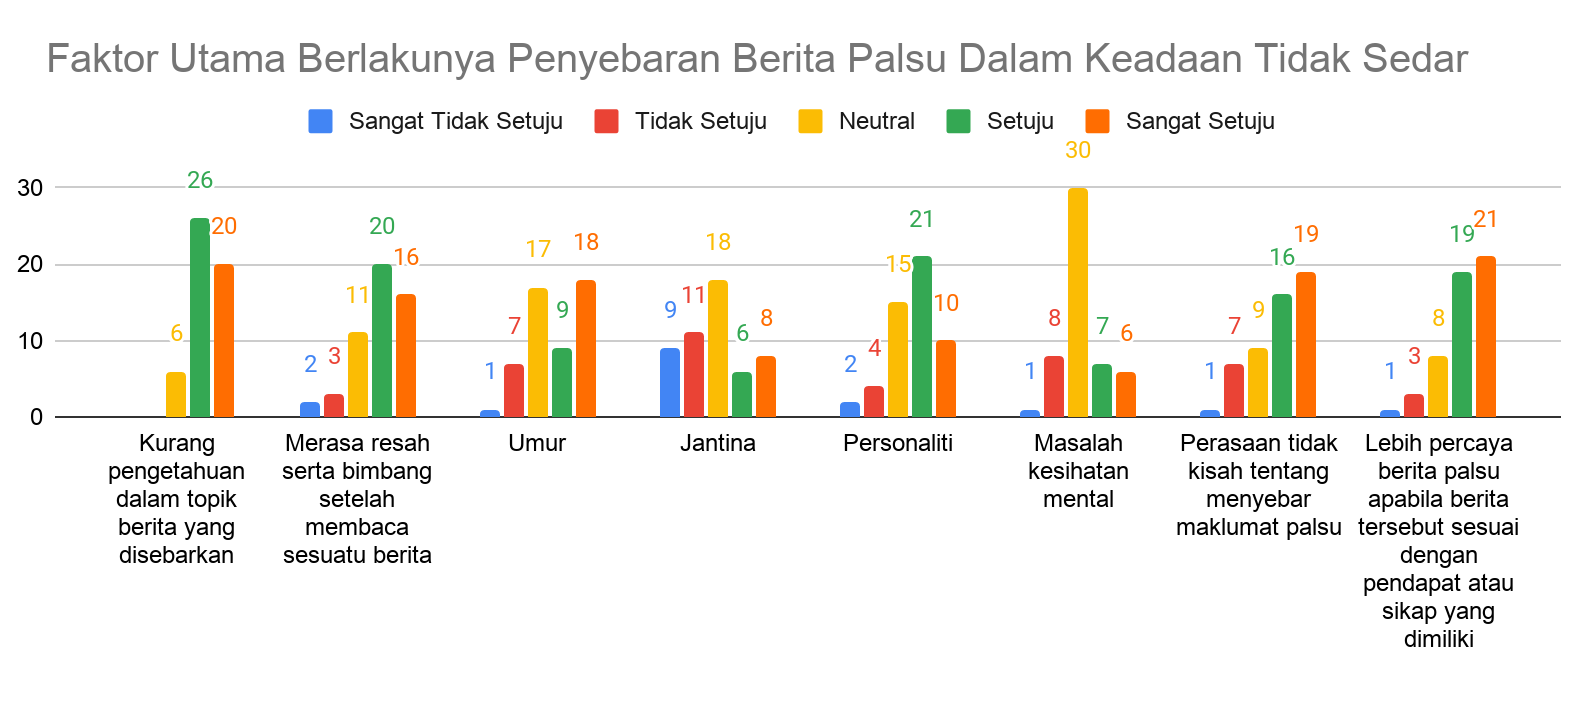 Faktor Utama Berlakunya Penyebaran Berita Palsu Dalam Keadaan Tidak Sedar
Sangat Tidak Setuju Tidak Setuju Neutral Setuju Sangat Setuju
30
20
10
0
6 26 20
2 3 11 20 16
1 7 17 9 18
9 11 18 6 8
2 4 15 21 10
1 8 30 7 6
1 7 9 16 19
1 3 8 19 21
Kurang
pengetahuan
dalam topik
berita yang
disebarkan
Merasa resah
serta bimbang
setelah
membaca
sesuatu berita
Umur
Jantina
Personaliti
Masalah
kesihatan
mental
Perasaan tidak
kisah tentang
menyebar
maklumat palsu
Lebih percaya
berita palsu
apabila berita
tersebut sesuai
dengan
pendapat atau
sikap yang
dimiliki